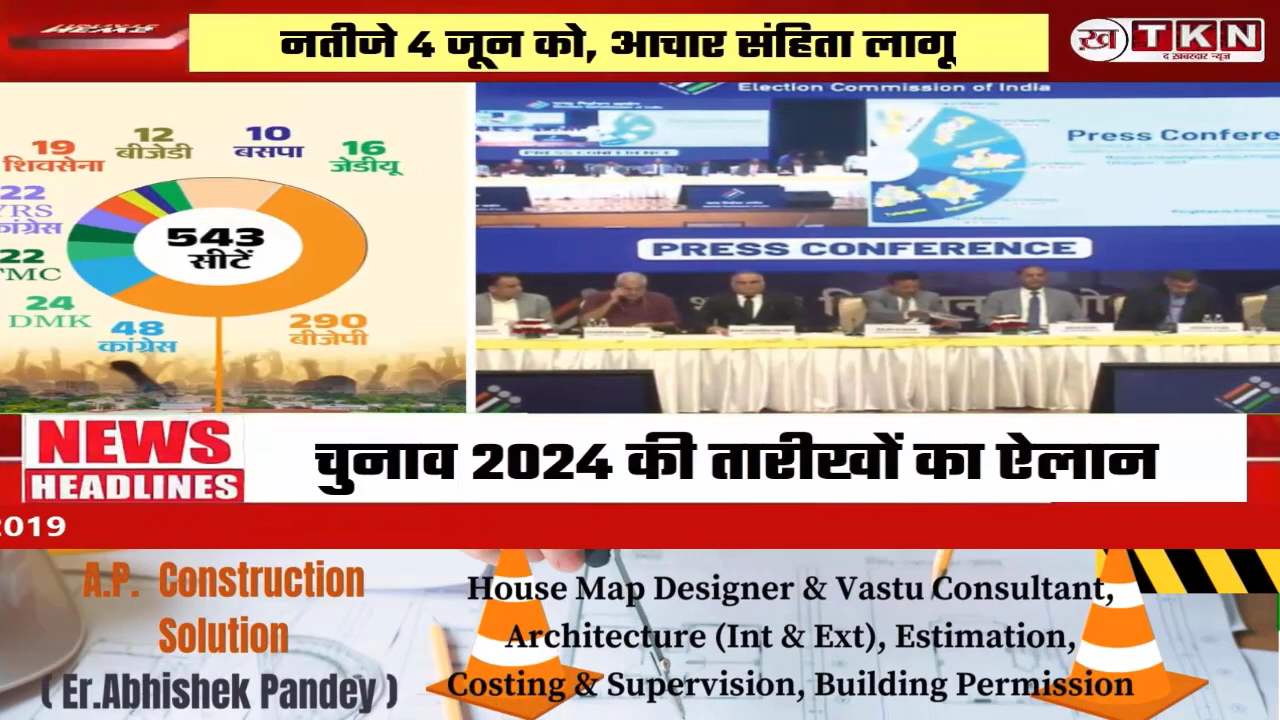 नतीजे 4 जून को, आचार संहिता लागू
ख़ TKN
द ख़बरदार न्यूज़
Election Commission of India
Press Confere
PRESS CONFERENCE
PRESS CONFERENCE
19
शिवसेना
12
बीजेडी
10
बसपा
16
जेडीयू
22
YRS
कांग्रेस
22
TMC
24
DMK
48
कांग्रेस
290
बीजेपी
543
सीटें
NEWS
HEADLINES
चुनाव 2024 की तारीखों का ऐलान
2019
A.P. Construction
Solution
( Er.Abhishek Pandey )
House Map Designer & Vastu Consultant,
Architecture (Int & Ext), Estimation,
Costing & Supervision, Building Permission